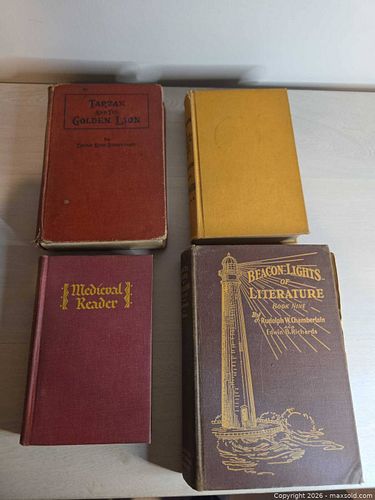 TARZAN
AND THE
GOLDEN LION
By
EDGAR RICE BURROUGHS
Medieval
Reader
BEACON-LIGHTS
OF
LITERATURE
BOOK NINE
By
Rudolph W. Chamberlain
AND
Edwin B. Richards
Copyright 2026 - maxsold.com